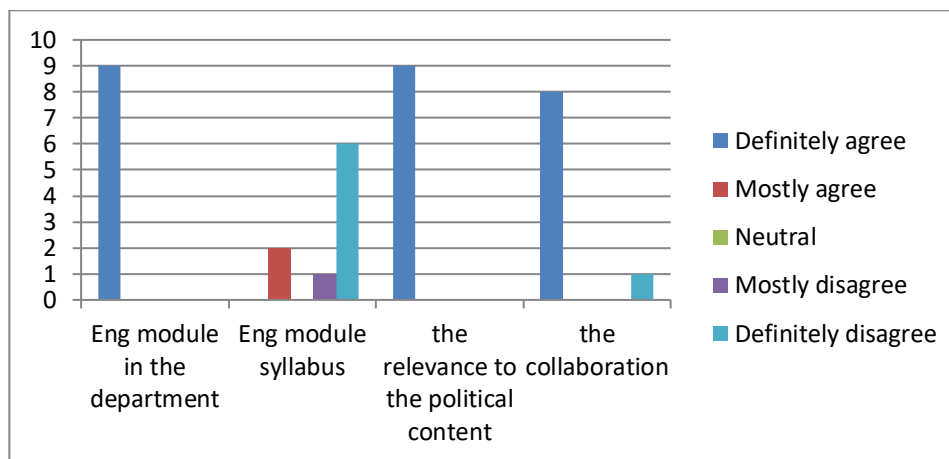 10
9
8
7
6
5
4
3
2
1
0
Eng module
in the
department
Eng module
syllabus
the
relevance to
the political
content
the
collaboration
Definitely agree
Mostly agree
Neutral
Mostly disagree
Definitely disagree